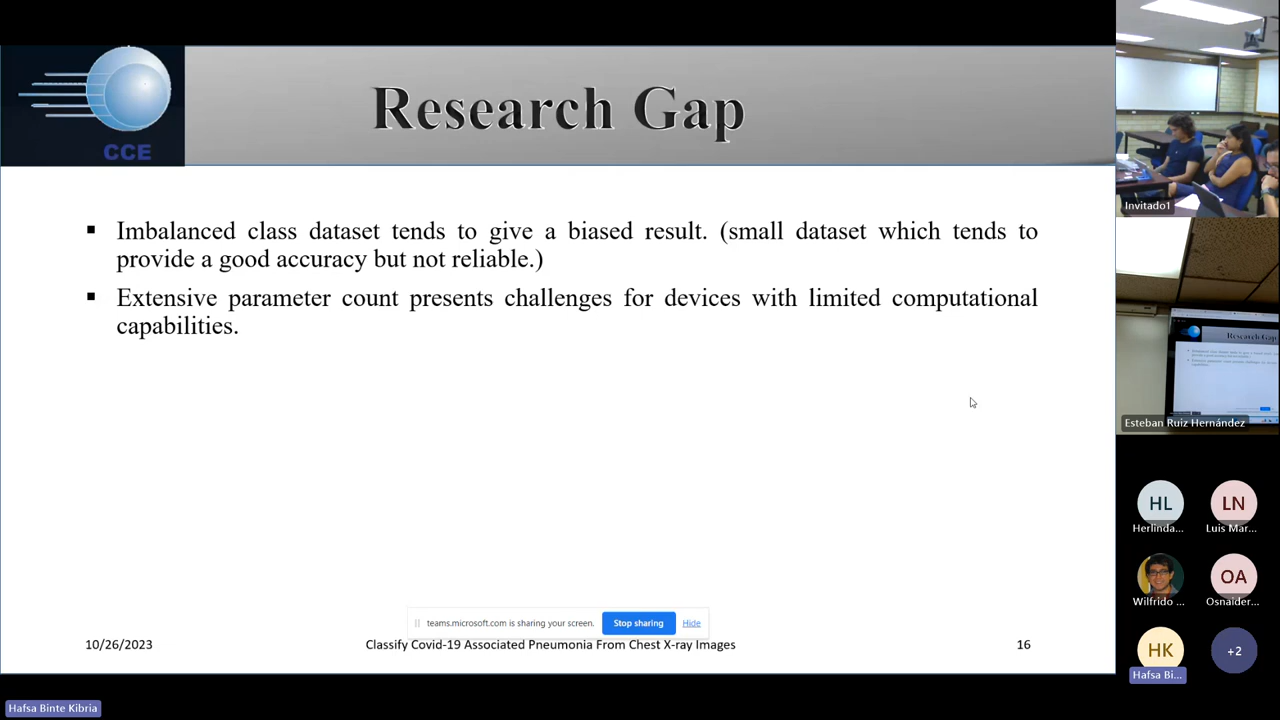 CCE
Research Gap
▪ Imbalanced class dataset tends to give a biased result. (small dataset which tends to
provide a good accuracy but not reliable.)
▪ Extensive parameter count presents challenges for devices with limited computational
capabilities.
teams.microsoft.com is sharing your screen.
Stop sharing
Hide
10/26/2023
Classify Covid-19 Associated Pneumonia From Chest X-ray Images
16
Hafsa Binte Kibria
Invitado1
Research Gap
Esteban Ruíz Hernández
HL
Herlinda...
LN
Luis Mar...
Wilfrido ...
OA
Osnaider...
HK
Hafsa Bi...
+2